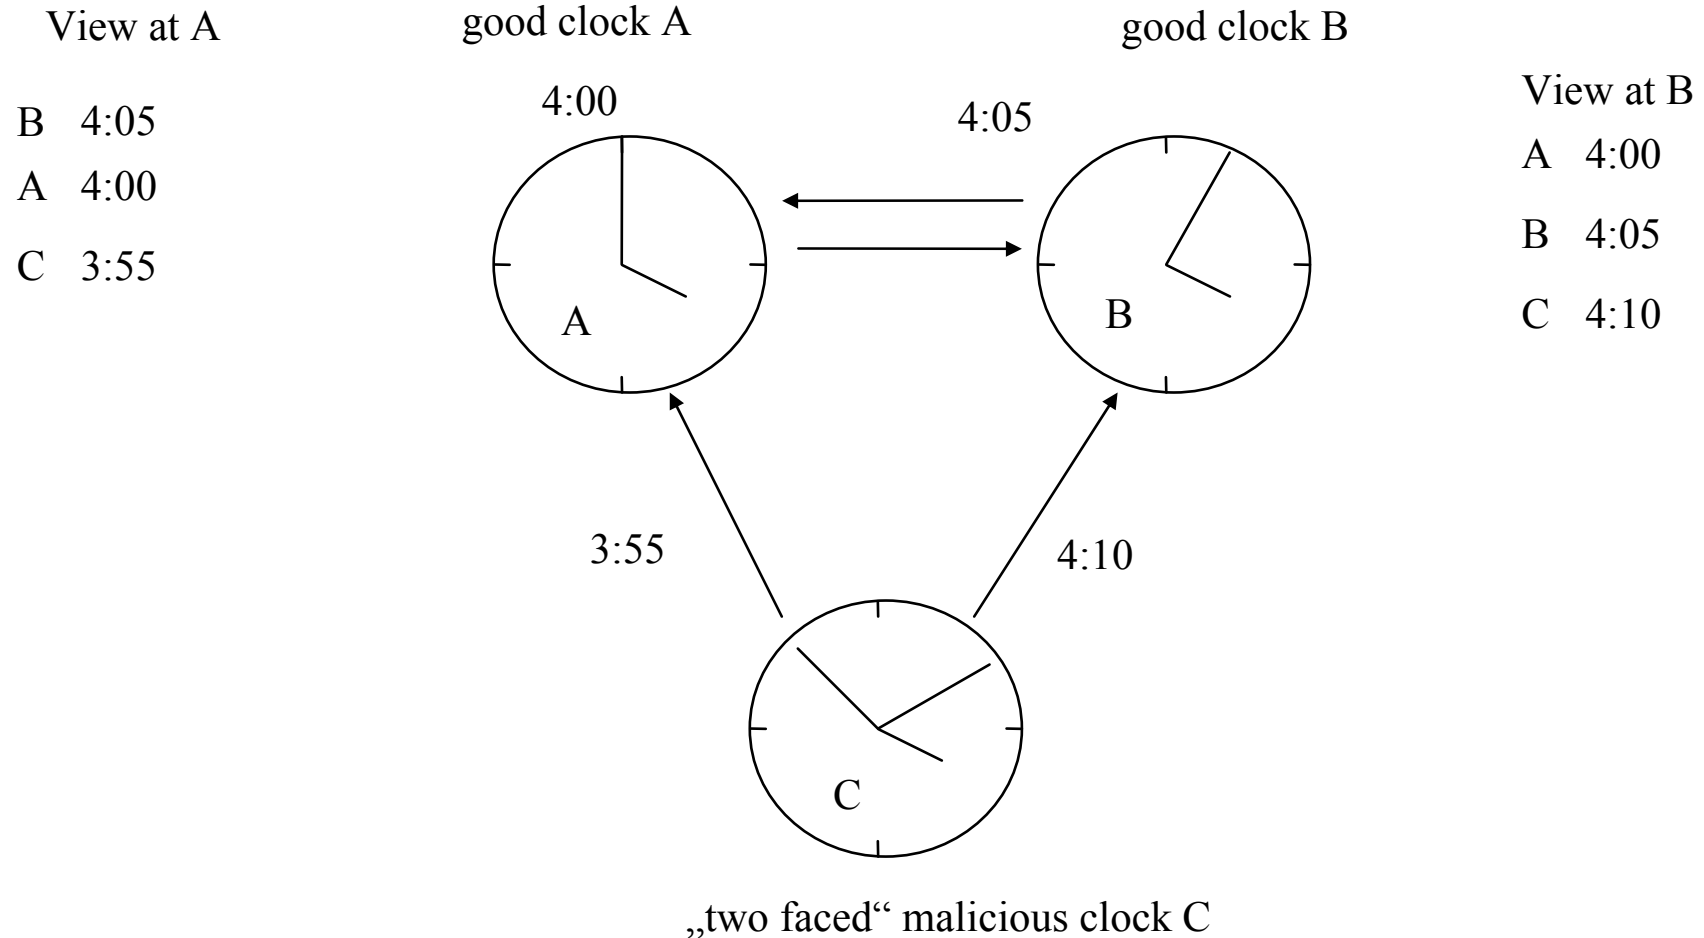 View at A
good clock A
good clock B
View at B
B 4:05
A 4:00
C 3:55
4:00
4:05
A 4:00
B 4:05
C 4:10
A
B
3:55
4:10
C
„two faced“ malicious clock C